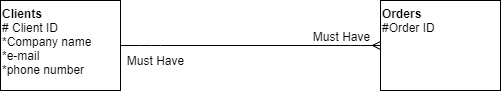 Clients
# Client ID
*Company name
*e-mail
*phone number
Must Have
Must Have
Orders
#Order ID